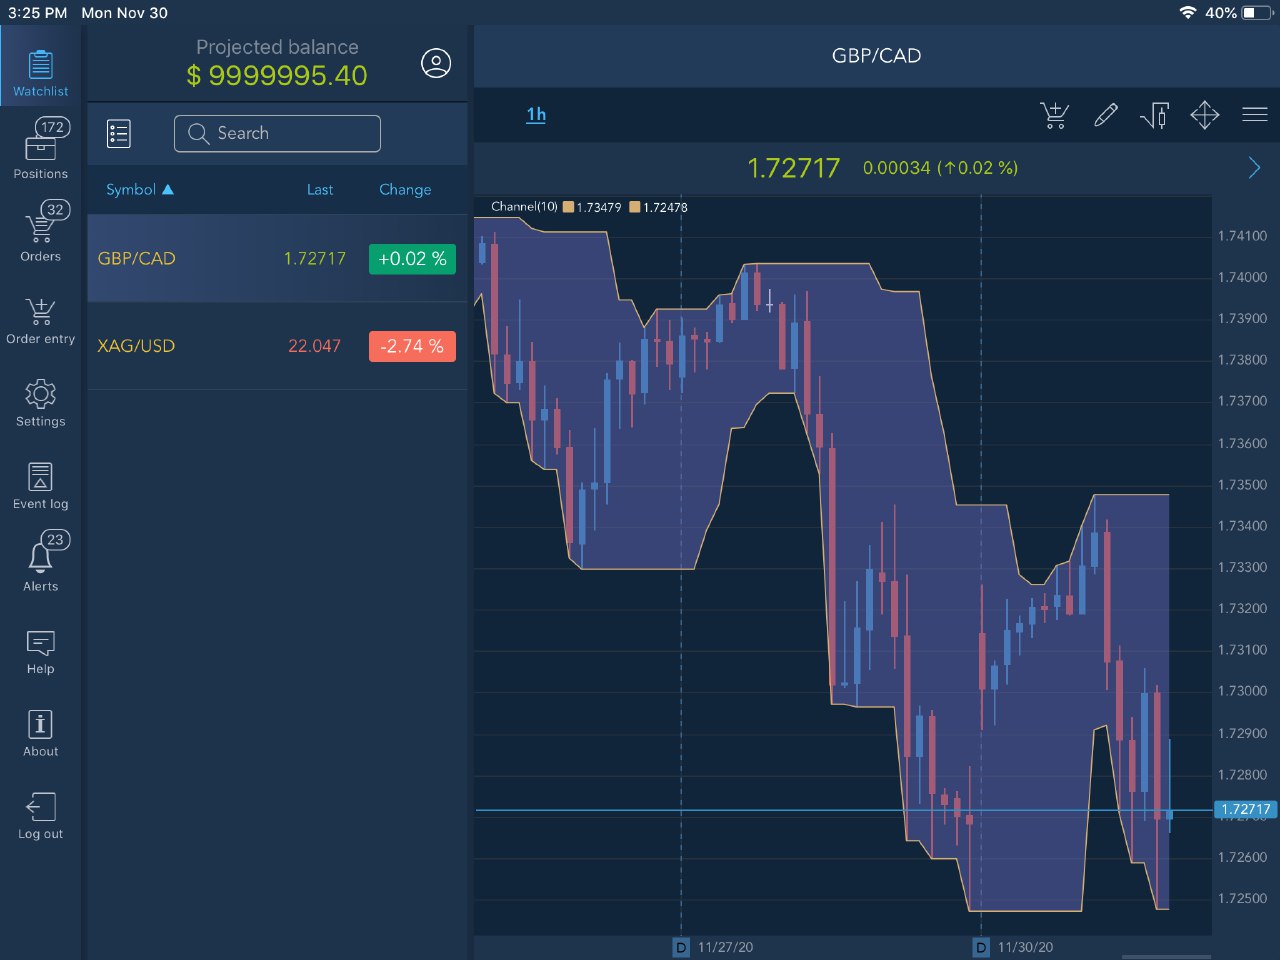 3:25 PM Mon Nov 30
40%
Watchlist
172
Positions
32
Orders
Order entry
Settings
Event log
23
Alerts
Help
About
Log out
Projected balance
$ 9999995.40
Search
Symbol ▲ Last Change
GBP/CAD 1.72717 +0.02 %
XAG/USD 22.047 -2.74 %
GBP/CAD
1h
1.72717 0.00034 (↑0.02 %)
Channel(10) 1.73479 1.72478
1.74100
1.74000
1.73900
1.73800
1.73700
1.73600
1.73500
1.73400
1.73300
1.73200
1.73100
1.73000
1.72900
1.72800
1.72717
1.72600
1.72500
D 11/27/20 D 11/30/20